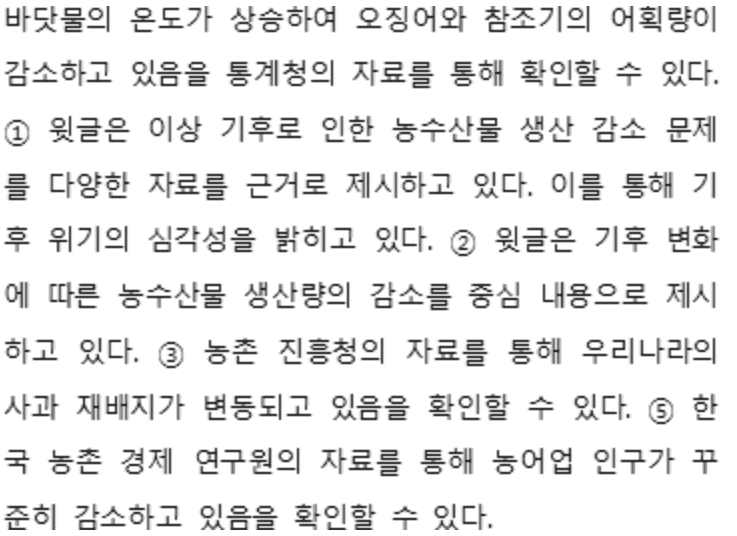 바닷물의 온도가 상승하여 오징어와 참조기의 어획량이
감소하고 있음을 통계청의 자료를 통해 확인할 수 있다.
① 윗글은 이상 기후로 인한 농수산물 생산 감소 문제
를 다양한 자료를 근거로 제시하고 있다. 이를 통해 기
후 위기의 심각성을 밝히고 있다. ② 윗글은 기후 변화
에 따른 농수산물 생산량의 감소를 중심 내용으로 제시
하고 있다. ③ 농촌 진흥청의 자료를 통해 우리나라의
사과 재배지가 변동되고 있음을 확인할 수 있다. ⑤ 한
국 농촌 경제 연구원의 자료를 통해 농어업 인구가 꾸
준히 감소하고 있음을 확인할 수 있다.